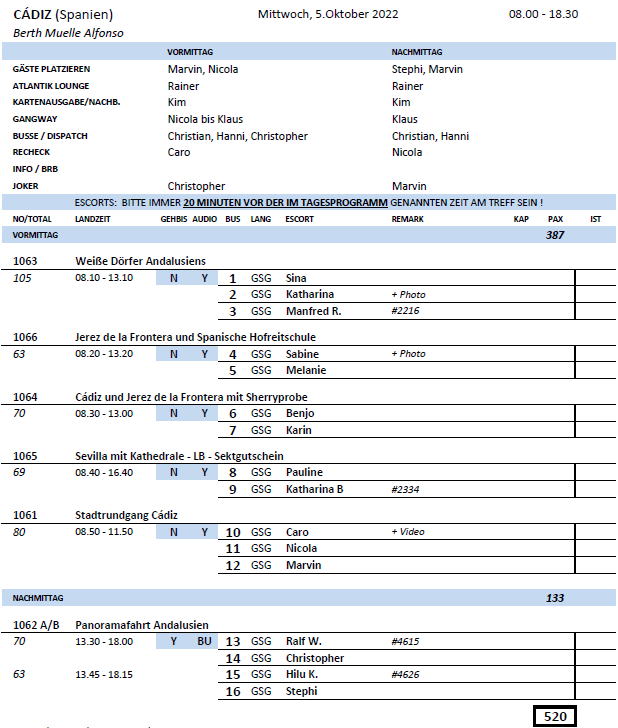 CÁDIZ (Spanien) Mittwoch, 5.Oktober 2022 08.00 - 18.30
Berth Muelle Alfonso
VORMITTAG NACHMITTAG
GÄSTE PLATZIEREN Marvin, Nicola Stephi, Marvin
ATLANTIK LOUNGE Rainer Rainer
KARTENAUSGABE/NACHB. Kim Kim
GANGWAY Nicola bis Klaus Klaus
BUSSE / DISPATCH Christian, Hanni, Christopher Christian, Hanni
RECHECK Caro Nicola
INFO / BRB
JOKER Christopher Marvin
ESCORTS: BITTE IMMER 20 MINUTEN VOR DER IM TAGESPROGRAMM GENANNTEN ZEIT AM TREFF SEIN !
NO/TOTAL LANDZEIT GEHBIS AUDIO BUS LANG ESCORT REMARK KAP PAX IST
VORMITTAG 387
1063 Weiße Dörfer Andalusiens
105 08.10 - 13.10 N Y 1 GSG Sina
2 GSG Katharina + Photo
3 GSG Manfred R. #2216
1066 Jerez de la Frontera und Spanische Hofreitschule
63 08.20 - 13.20 N Y 4 GSG Sabine + Photo
5 GSG Melanie
1064 Cádiz und Jerez de la Frontera mit Sherryprobe
70 08.30 - 13.00 N Y 6 GSG Benjo
7 GSG Karin
1065 Sevilla mit Kathedrale - LB - Sektgutschein
69 08.40 - 16.40 N Y 8 GSG Pauline
9 GSG Katharina B #2334
1061 Stadtrundgang Cádiz
80 08.50 - 11.50 N Y 10 GSG Caro + Video
11 GSG Nicola
12 GSG Marvin
NACHMITTAG 133
1062 A/B Panoramafahrt Andalusien
70 13.30 - 18.00 Y BU 13 GSG Ralf W. #4615
14 GSG Christopher
63 13.45 - 18.15 15 GSG Hilu K. #4626
16 GSG Stephi
520